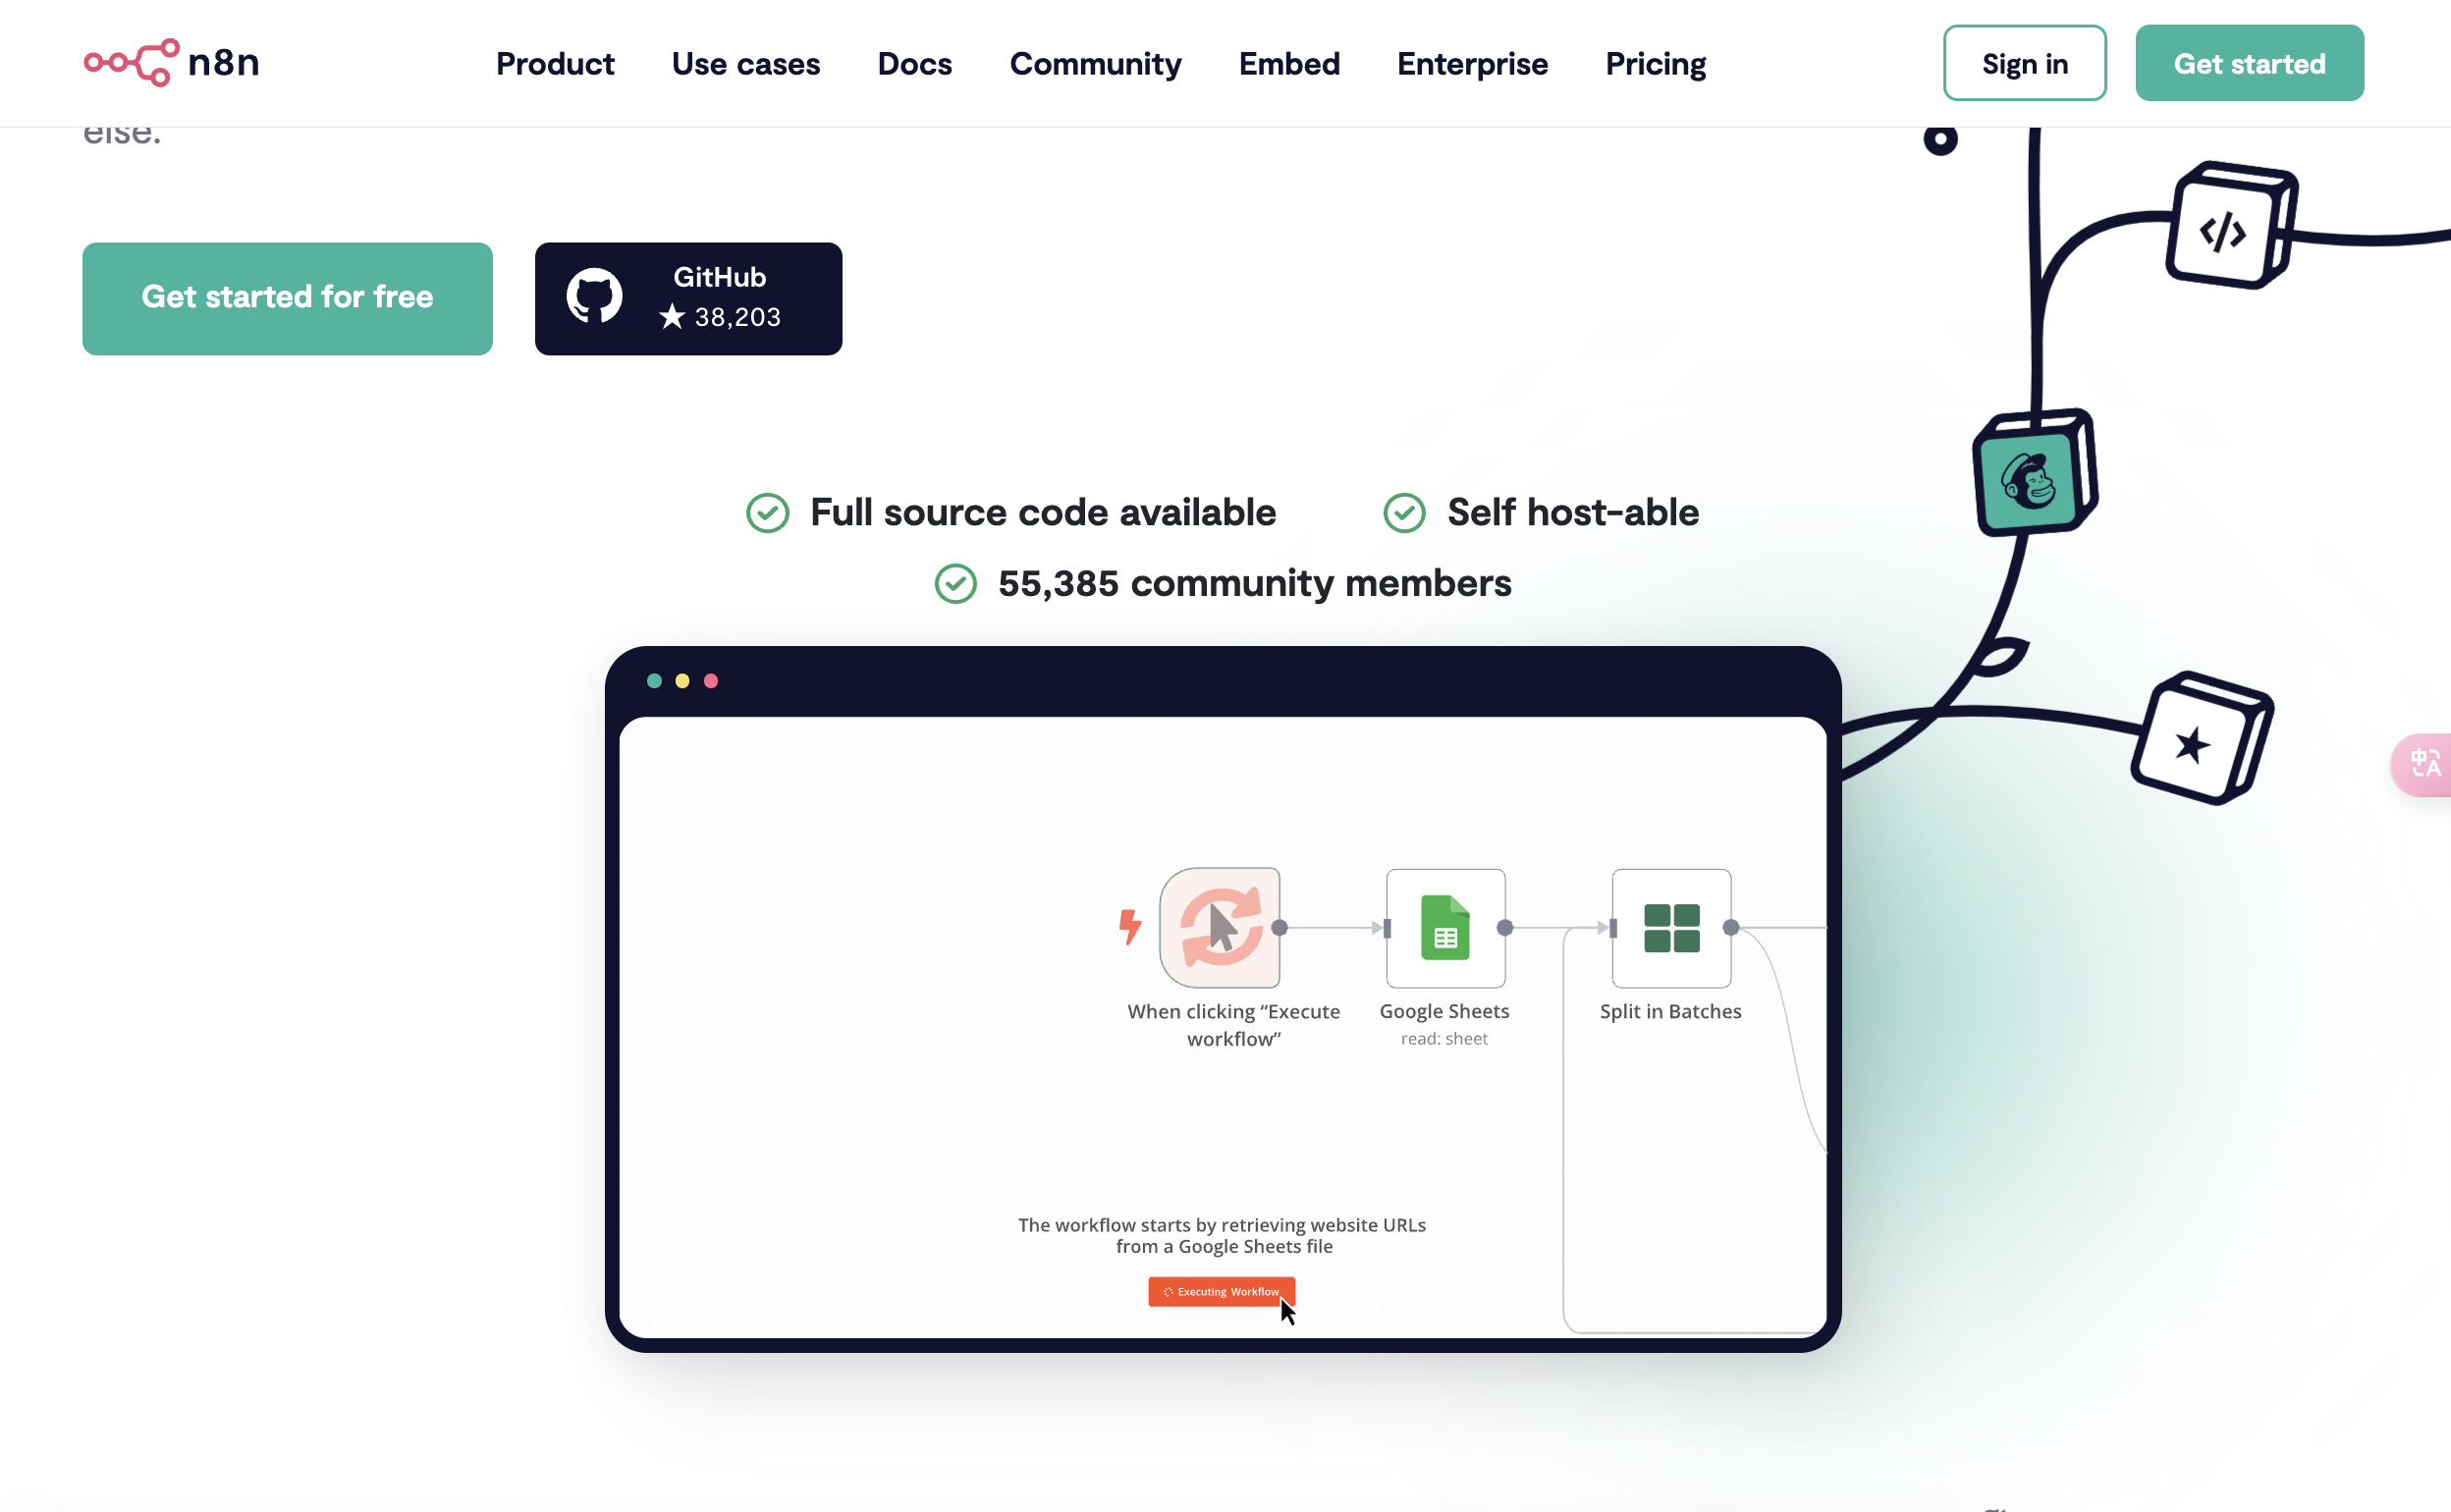 n8n
Product
Use cases
Docs
Community
Embed
Enterprise
Pricing
Sign in
Get started
else.
Get started for free
GitHub
★ 38,203
</>
Full source code available
Self host-able
55,385 community members
中A
When clicking “Execute
workflow”
Google Sheets
read: sheet
Split in Batches
The workflow starts by retrieving website URLs
from a Google Sheets file
Executing Workflow